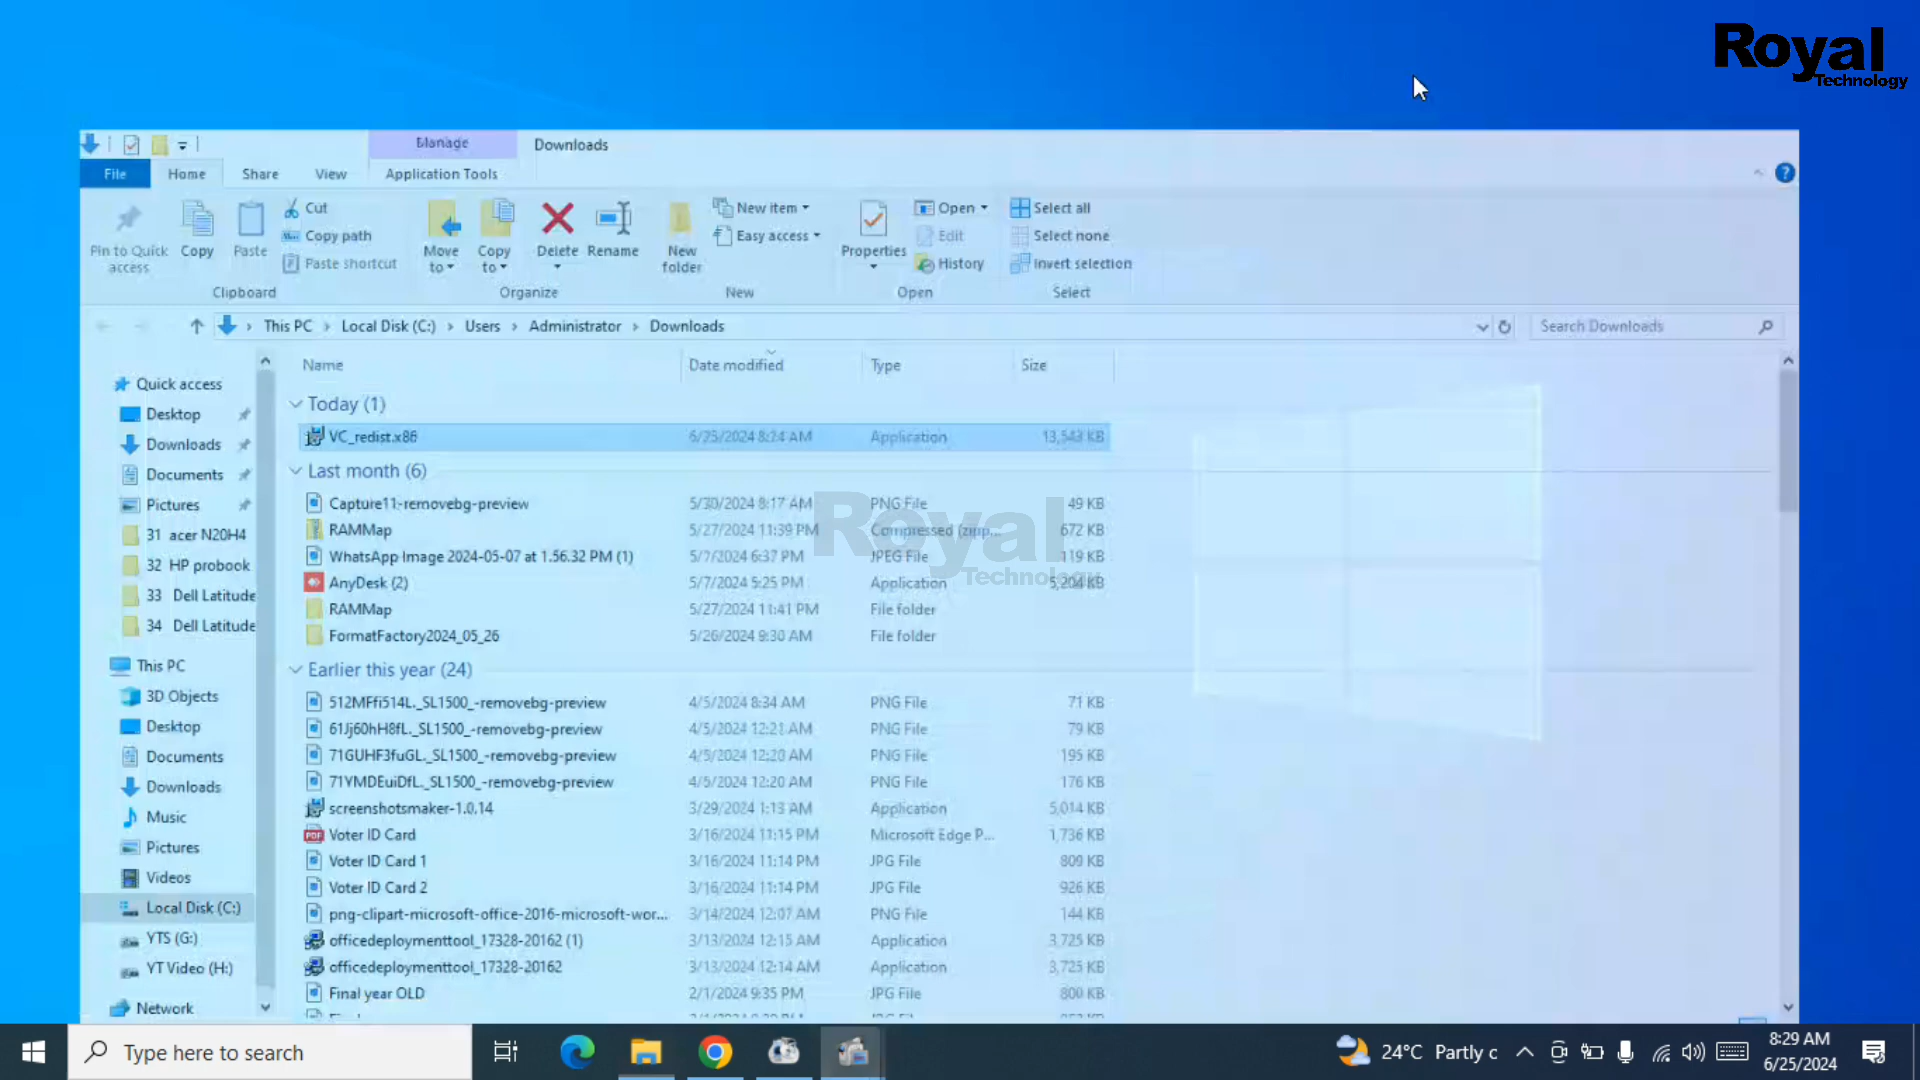 Royal
Technology
Manage Downloads
File Home Share View Application Tools
Pin to Quick access
Copy
Paste
Cut
Copy path
Paste shortcut
Clipboard
Move to
Copy to
Delete
Rename
Organize
New folder
New item
Easy access
New
Properties
Open
Edit
History
Open
Select all
Select none
Invert selection
Select
This PC > Local Disk (C:) > Users > Administrator > Downloads
Search Downloads
Quick access
Desktop
Downloads
Documents
Pictures
31 acer N20H4
32 HP probook
33 Dell Latitude
34 Dell Latitude
This PC
3D Objects
Desktop
Documents
Downloads
Music
Pictures
Videos
Local Disk (C:)
YTS (G:)
YT Video (H:)
Network
Name Date modified Type Size
Today (1)
VC_redist.x86 6/25/2024 8:24 AM Application 13,543 KB
Last month (6)
Capture11-removebg-preview 5/30/2024 8:17 AM PNG File 49 KB
RAMMap 5/27/2024 11:39 PM Compressed (zipp... 672 KB
WhatsApp Image 2024-05-07 at 1.56.32 PM (1) 5/7/2024 6:37 PM JPEG File 119 KB
AnyDesk (2) 5/7/2024 5:25 PM Application 5,204 KB
RAMMap 5/27/2024 11:41 PM File folder
FormatFactory2024_05_26 5/26/2024 9:30 AM File folder
Royal
Technology
Earlier this year (24)
512MFfi514L._SL1500_-removebg-preview 4/5/2024 8:34 AM PNG File 71 KB
61Jj60hH8fL._SL1500_-removebg-preview 4/5/2024 12:21 AM PNG File 79 KB
71GUHF3fuGL._SL1500_-removebg-preview 4/5/2024 12:20 AM PNG File 195 KB
71YMDEuiDfL._SL1500_-removebg-preview 4/5/2024 12:20 AM PNG File 176 KB
screenshotsmaker-1.0.14 3/29/2024 1:13 AM Application 5,014 KB
Voter ID Card 3/16/2024 11:15 PM Microsoft Edge P... 1,736 KB
Voter ID Card 1 3/16/2024 11:14 PM JPG File 809 KB
Voter ID Card 2 3/16/2024 11:14 PM JPG File 926 KB
png-clipart-microsoft-office-2016-microsoft-wor... 3/14/2024 12:07 AM PNG File 144 KB
officedeploymenttool_17328-20162 (1) 3/13/2024 12:15 AM Application 3,725 KB
officedeploymenttool_17328-20162 3/13/2024 12:14 AM Application 3,725 KB
Final year OLD 2/1/2024 9:35 PM JPG File 800 KB
Type here to search
24°C Partly c
8:29 AM
6/25/2024